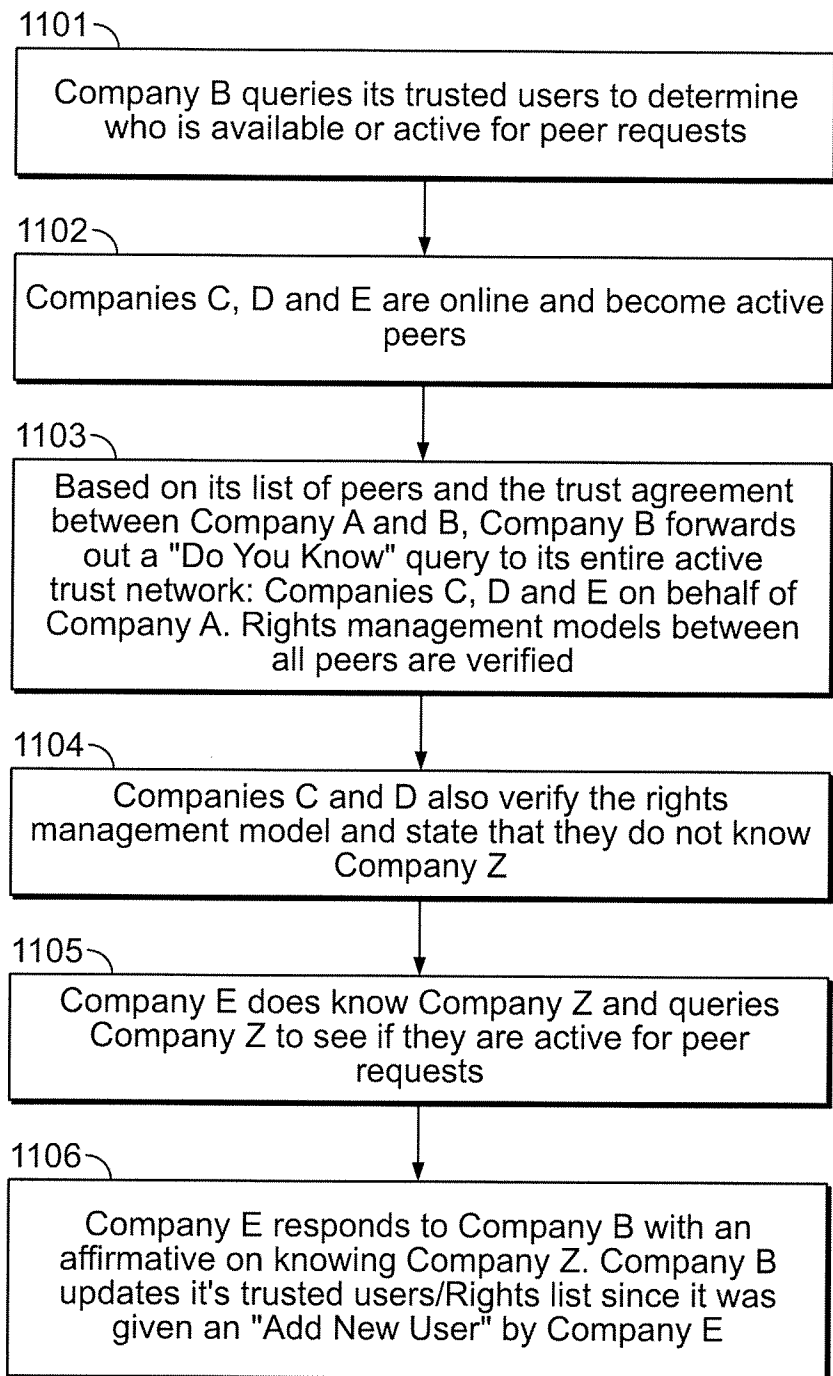 1101
Company B queries its trusted users to determine
who is available or active for peer requests
1102
Companies C, D and E are online and become active
peers
1103
Based on its list of peers and the trust agreement
between Company A and B, Company B forwards
out a "Do You Know" query to its entire active
trust network: Companies C, D and E on behalf of
Company A. Rights management models between
all peers are verified
1104
Companies C and D also verify the rights
management model and state that they do not know
Company Z
1105
Company E does know Company Z and queries
Company Z to see if they are active for peer
requests
1106
Company E responds to Company B with an
affirmative on knowing Company Z. Company B
updates it's trusted users/Rights list since it was
given an "Add New User" by Company E